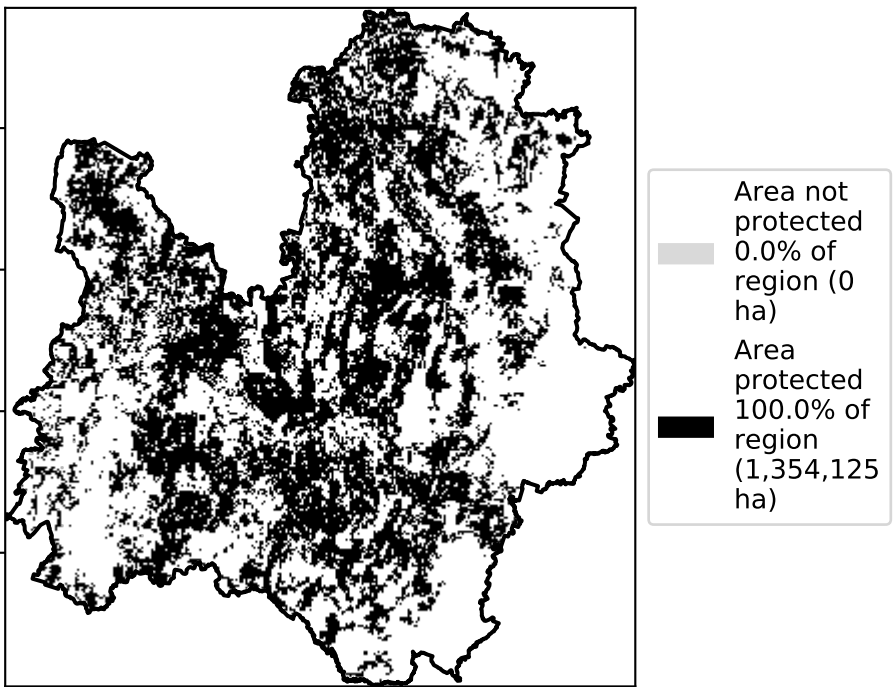 Area not
protected
0.0% of
region (0
ha)
Area
protected
100.0% of
region
(1,354,125
ha)